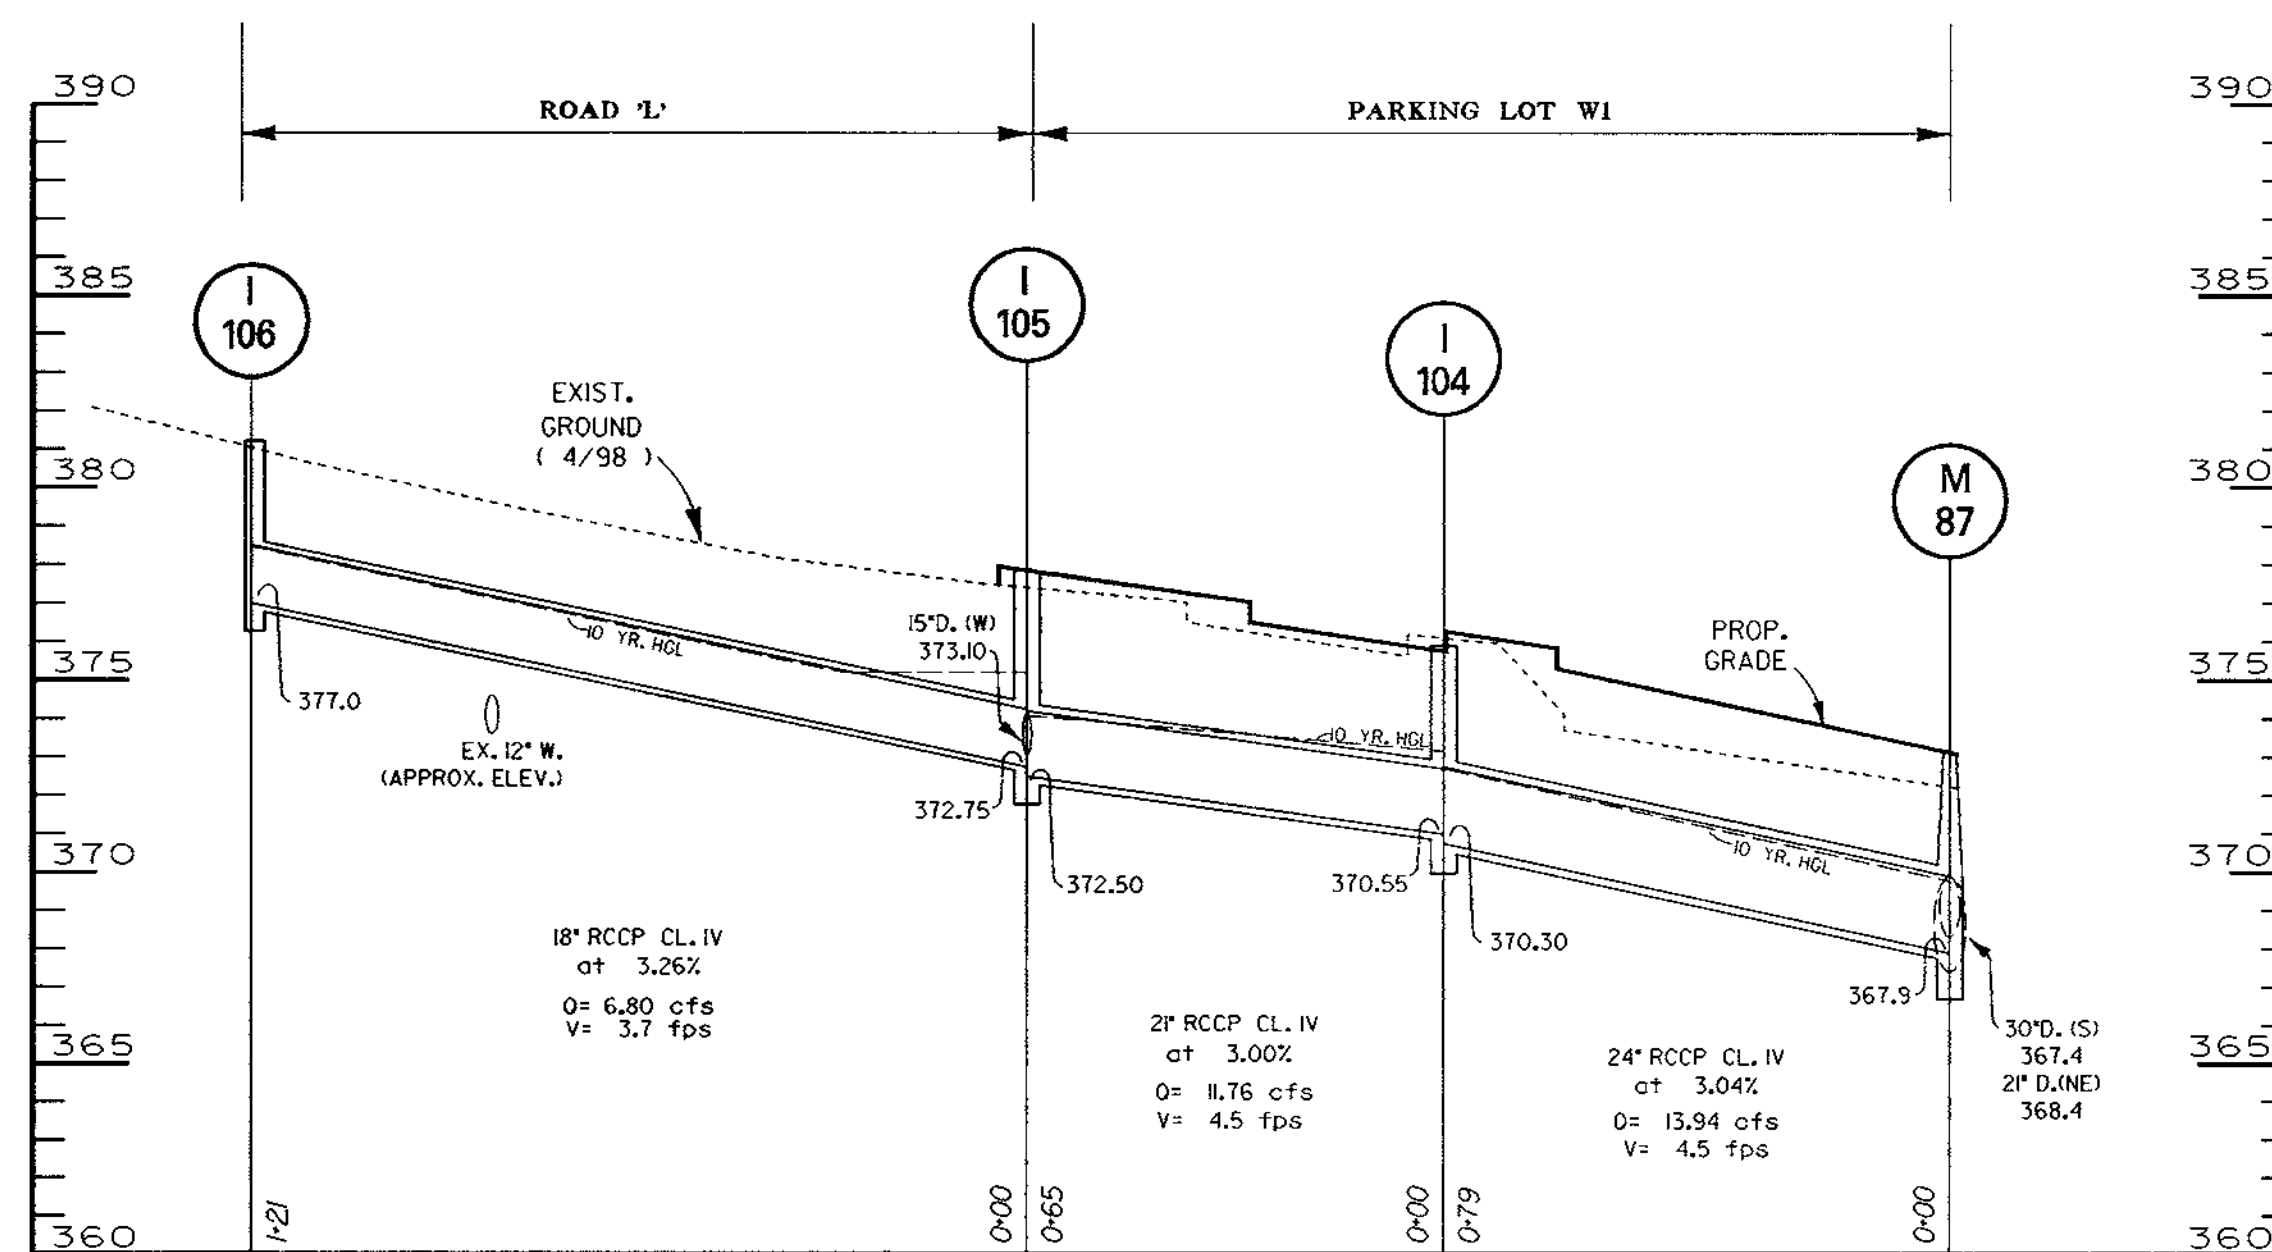 390
390
ROAD 'L'
PARKING LOT W1
385
385
I
106
I
105
I
104
M
87
EXIST.
GROUND
( 4/98 )
380
380
15" D. (W)
373.10
PROP.
GRADE
10 YR. HGL
10 YR. HGL
10 YR. HGL
375
375
377.0
EX. 12" W.
(APPROX. ELEV.)
372.75
372.50
370.55
370.30
367.9
370
370
18" RCCP CL. IV
at 3.26%
Q= 6.80 cfs
V= 3.7 fps
21" RCCP CL. IV
at 3.00%
Q= 11.76 cfs
V= 4.5 fps
24" RCCP CL. IV
at 3.04%
Q= 13.94 cfs
V= 4.5 fps
30" D. (S)
367.4
21" D.(NE)
368.4
365
365
1+21
0+00
0+65
0+00
0+79
0+00
360
360